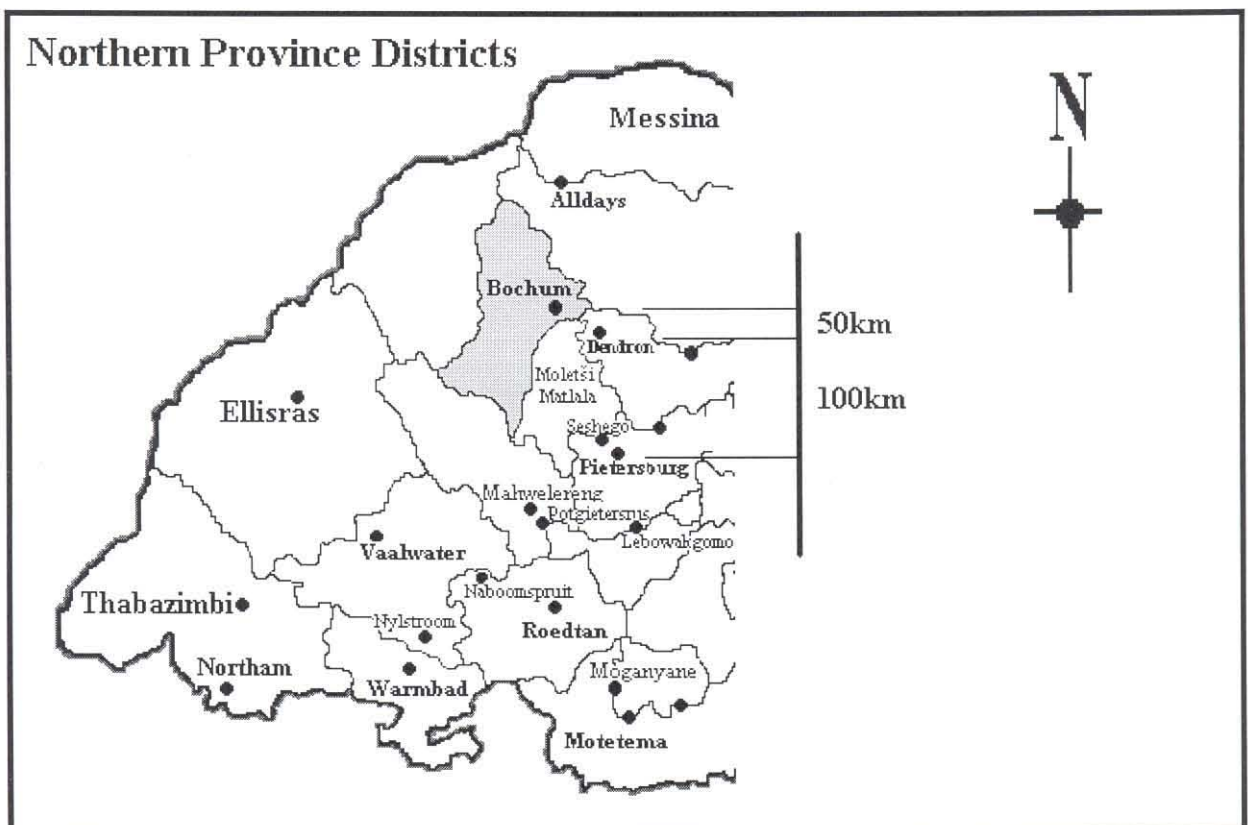 Northern Province Districts
N
Messina
Alldays
Bochum
50km
Dendron
Moletši
Matlala
100km
Ellisras
Seshego
Pietersburg
Mahwelereng
Potgietersrus
Lebowakgomo
Vaalwater
Naboomspruit
Thabazimbi
Nylstroom
Roedtan
Northam
Warmbad
Moganyane
Motetema